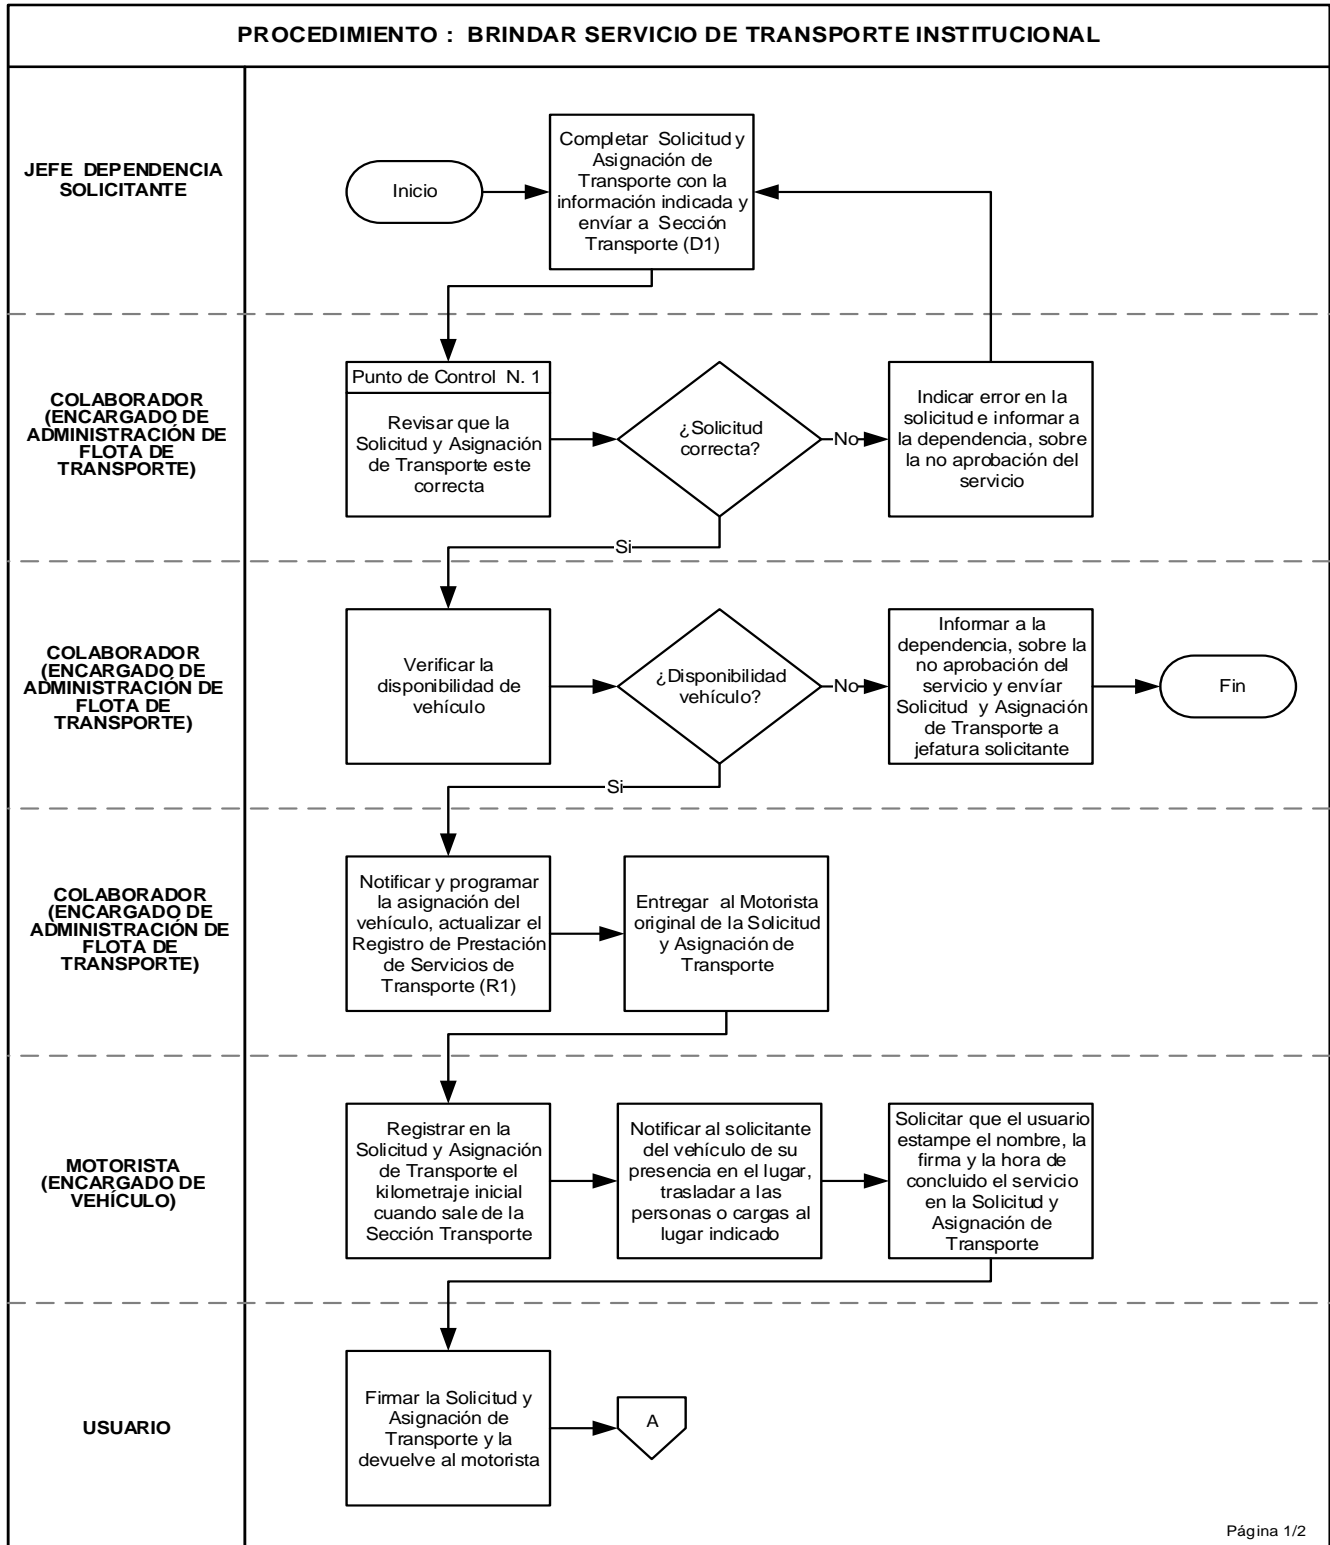 PROCEDIMIENTO : BRINDAR SERVICIO DE TRANSPORTE INSTITUCIONAL
JEFE DEPENDENCIA
SOLICITANTE
Inicio
Completar Solicitud y
Asignación de
Transporte con la
información indicada y
envíar a Sección
Transporte (D1)
COLABORADOR
(ENCARGADO DE
ADMINISTRACIÓN DE
FLOTA DE
TRANSPORTE)
Punto de Control N. 1
Revisar que la
Solicitud y Asignación
de Transporte este
correcta
¿Solicitud
correcta?
No
Indicar error en la
solicitud e informar a
la dependencia, sobre
la no aprobación del
servicio
Si
COLABORADOR
(ENCARGADO DE
ADMINISTRACIÓN DE
FLOTA DE
TRANSPORTE)
Verificar la
disponibilidad de
vehículo
¿Disponibilidad
vehículo?
No
Informar a la
dependencia, sobre la
no aprobación del
servicio y envíar
Solicitud y Asignación
de Transporte a
jefatura solicitante
Fin
Si
COLABORADOR
(ENCARGADO DE
ADMINISTRACIÓN DE
FLOTA DE
TRANSPORTE)
Notificar y programar
la asignación del
vehículo, actualizar el
Registro de Prestación
de Servicios de
Transporte (R1)
Entregar al Motorista
original de la Solicitud
y Asignación de
Transporte
MOTORISTA
(ENCARGADO DE
VEHÍCULO)
Registrar en la
Solicitud y Asignación
de Transporte el
kilometraje inicial
cuando sale de la
Sección Transporte
Notificar al solicitante
del vehículo de su
presencia en el lugar,
trasladar a las
personas o cargas al
lugar indicado
Solicitar que el usuario
estampe el nombre, la
firma y la hora de
concluido el servicio
en la Solicitud y
Asignación de
Transporte
USUARIO
Firmar la Solicitud y
Asignación de
Transporte y la
devuelve al motorista
A
Página 1/2